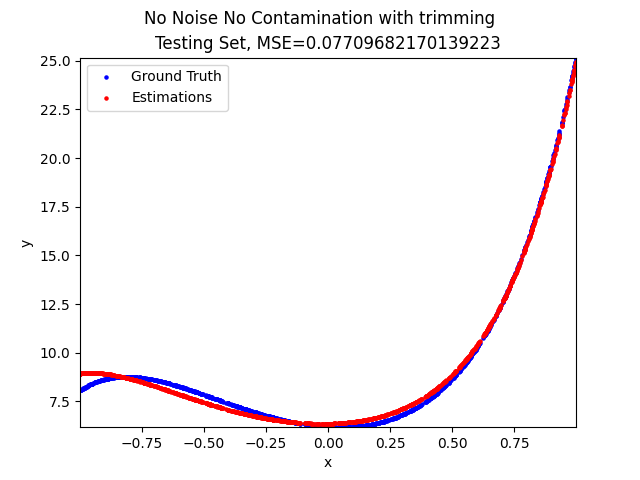 No Noise No Contamination with trimming
Testing Set, MSE=0.07709682170139223
Ground Truth
Estimations
25.0
22.5
20.0
17.5
15.0
12.5
10.0
7.5
y
−0.75 −0.50 −0.25 0.00 0.25 0.50 0.75
x